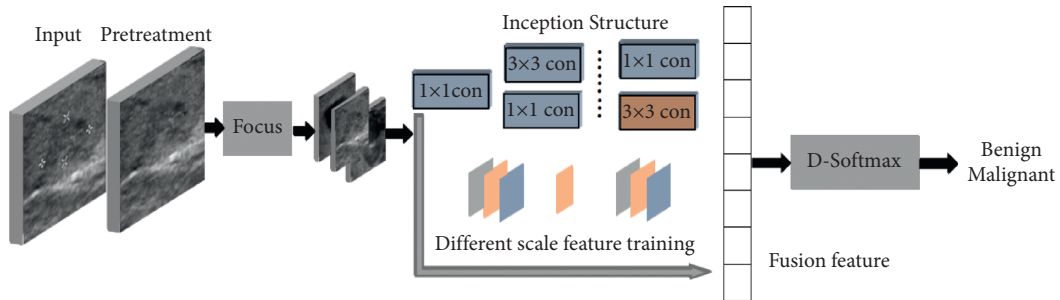 Input
Pretreatment
Focus
Inception Structure
1×1con
3×3 con
1×1 con
1×1 con
3×3 con
Different scale feature training
Fusion feature
D-Softmax
Benign
Malignant